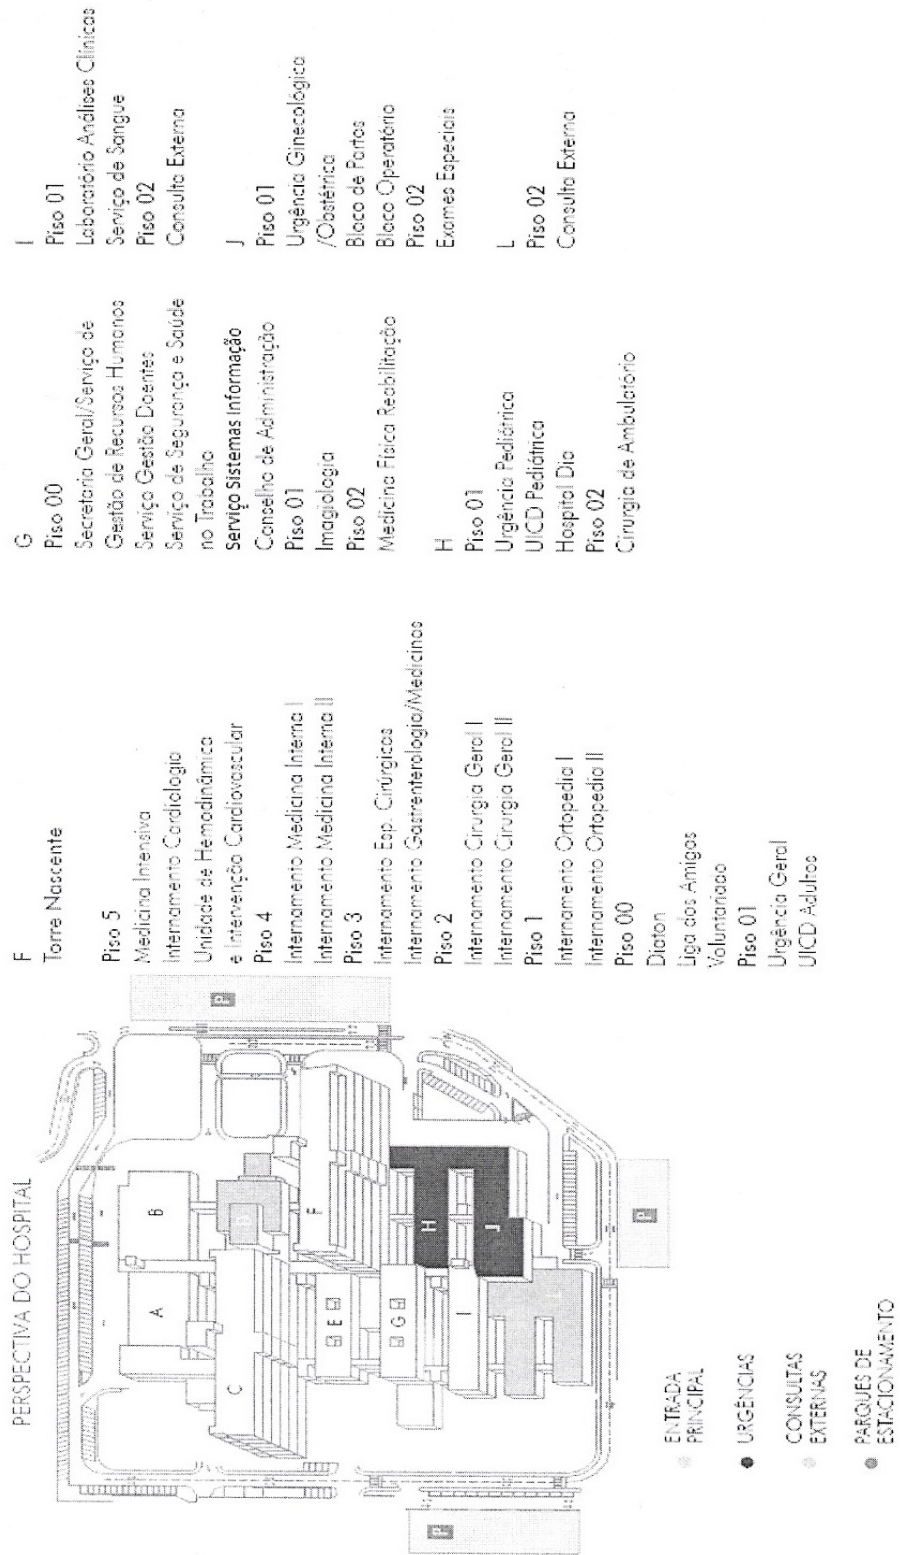 PERSPECTIVA DO HOSPITAL
A
B
C
E
F
G
H
I
J
P
P
P
ENTRADA
PRINCIPAL
URGÊNCIAS
CONSULTAS
EXTERNAS
PARQUES DE
ESTACIONAMENTO
F
Torre Nascente
Piso 5
Medicina Intensiva
Internamento Cardiologia
Unidade de Hemodinâmica
e Intervenção Cardiovascular
Piso 4
Internamento Medicina Interna I
Internamento Medicina Interna II
Piso 3
Internamento Esp. Cirúrgicas
Internamento Gastrenterologia/Medicinas
Piso 2
Internamento Cirurgia Geral I
Internamento Cirurgia Geral II
Piso 1
Internamento Ortopedia I
Internamento Ortopedia II
Piso 00
Diaton
Liga dos Amigos
Voluntariado
Piso 01
Urgência Geral
UICD Adultos
G
Piso 00
Secretaria Geral/Serviço de
Gestão de Recursos Humanos
Serviço Gestão Doentes
Serviço de Segurança e Saúde
no Trabalho
Serviço Sistemas Informação
Conselho de Administração
Piso 01
Imagiologia
Piso 02
Medicina Física Reabilitação
H
Piso 01
Urgência Pediátrica
UICD Pediátrica
Hospital Dia
Piso 02
Cirurgia de Ambulatório
I
Piso 01
Laboratório Análises Clínicas
Serviço de Sangue
Piso 02
Consulta Externa
J
Piso 01
Urgência Ginecológica
/Obstétrica
Bloco de Partos
Bloco Operatório
Piso 02
Exames Especiais
L
Piso 02
Consulta Externa